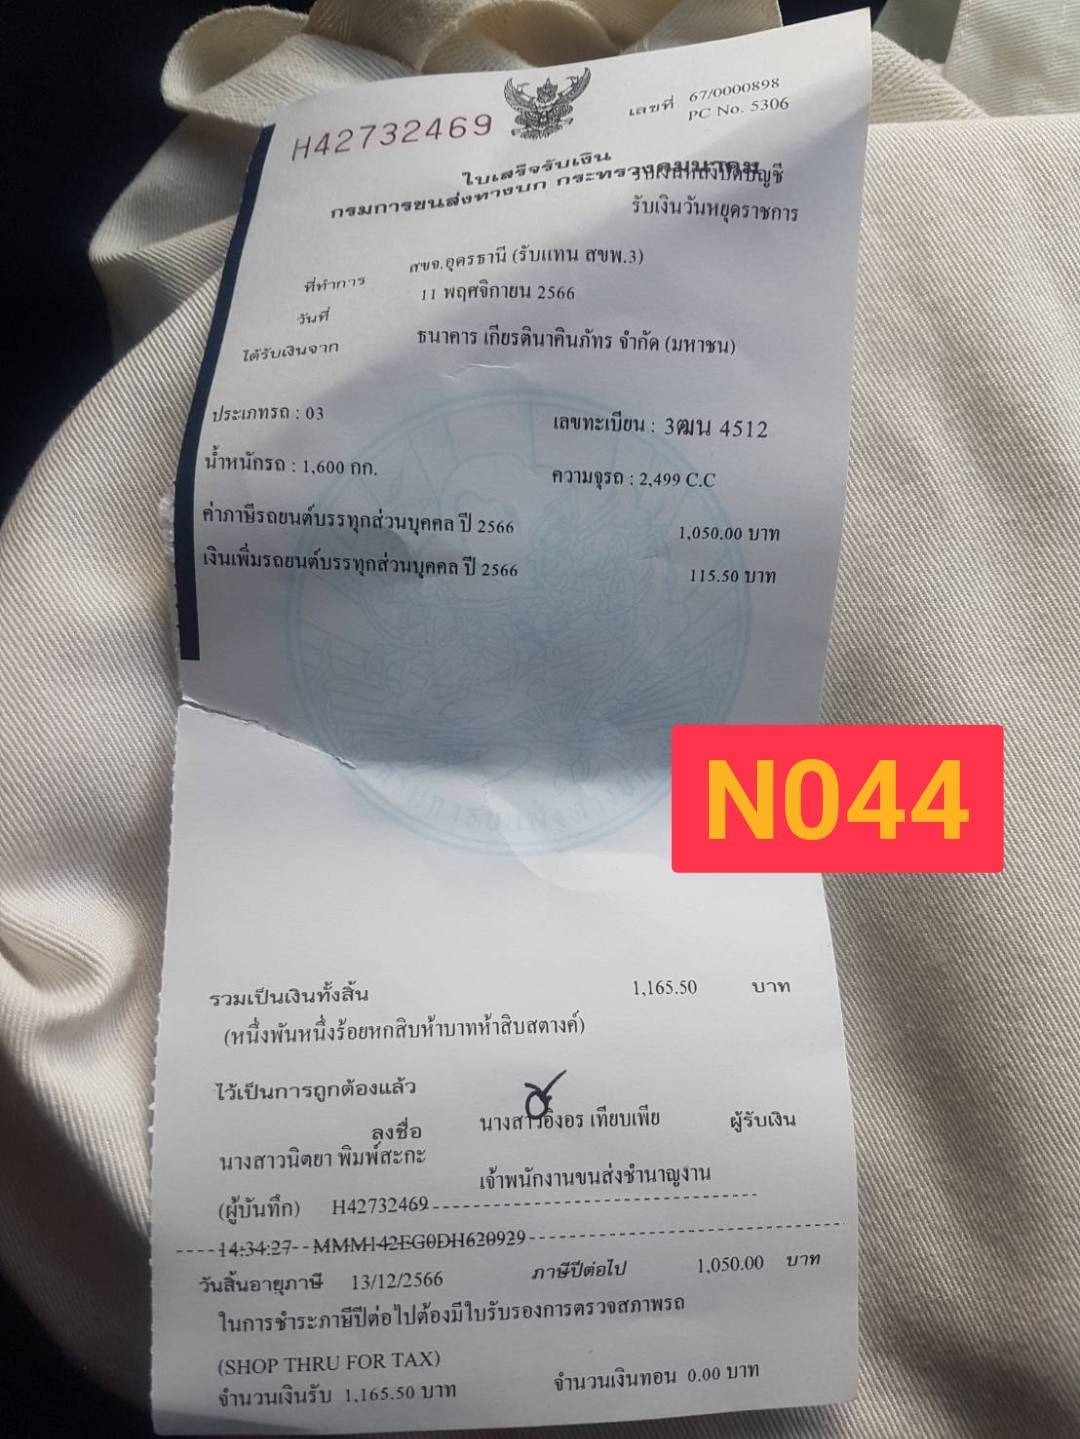 H42732469
เลขที่ 67/0000898
PC No. 5306
ใบเสร็จรับเงิน
กรมการขนส่งทางบก กระทรวงคมนาคม
รับเงินหลังปิดบัญชี
รับเงินวันหยุดราชการ
ที่ทำการ สขจ.อุดรธานี (รับแทน สขพ.3)
วันที่ 11 พฤศจิกายน 2566
ได้รับเงินจาก ธนาคาร เกียรตินาคินภัทร จำกัด (มหาชน)
ประเภทรถ : 03 เลขทะเบียน : 3ฒน 4512
น้ำหนักรถ : 1,600 กก. ความจุรถ : 2,499 C.C
ค่าภาษีรถยนต์บรรทุกส่วนบุคคล ปี 2566 1,050.00 บาท
เงินเพิ่มรถยนต์บรรทุกส่วนบุคคล ปี 2566 115.50 บาท
N044
รวมเป็นเงินทั้งสิ้น 1,165.50 บาท
(หนึ่งพันหนึ่งร้อยหกสิบห้าบาทห้าสิบสตางค์)
ไว้เป็นการถูกต้องแล้ว
ลงชื่อ นางสาวอิงอร เทียบเพีย ผู้รับเงิน
นางสาวนิตยา พิมพ์สะกะ
เจ้าพนักงานขนส่งชำนาญงาน
(ผู้บันทึก) H42732469
14:34:27 MMM142EG0DH620929
วันสิ้นอายุภาษี 13/12/2566 ภาษีปีต่อไป 1,050.00 บาท
ในการชำระภาษีปีต่อไปต้องมีใบรับรองการตรวจสภาพรถ
(SHOP THRU FOR TAX)
จำนวนเงินรับ 1,165.50 บาท จำนวนเงินทอน 0.00 บาท